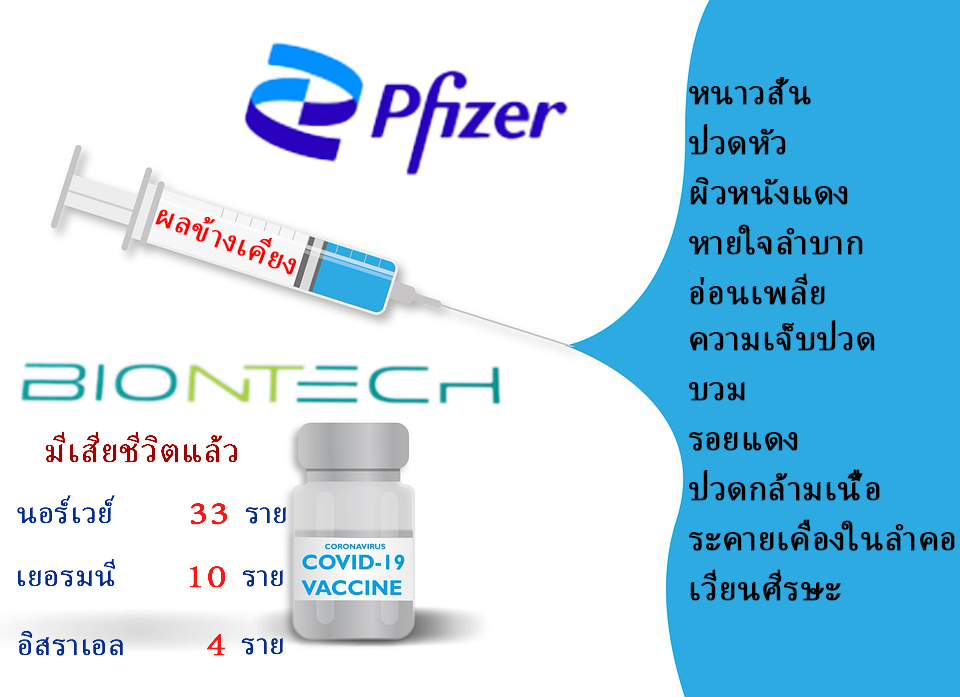 Pfizer
ผลข้างเคียง
BIONTECH
มีเสียชีวิตแล้ว
นอร์เวย์ 33 ราย
เยอรมนี 10 ราย
อิสราเอล 4 ราย
CORONAVIRUS
COVID-19
VACCINE
หนาวสั่น
ปวดหัว
ผิวหนังแดง
หายใจลำบาก
อ่อนเพลีย
ความเจ็บปวด
บวม
รอยแดง
ปวดกล้ามเนื้อ
ระคายเคืองในลำคอ
เวียนศีรษะ